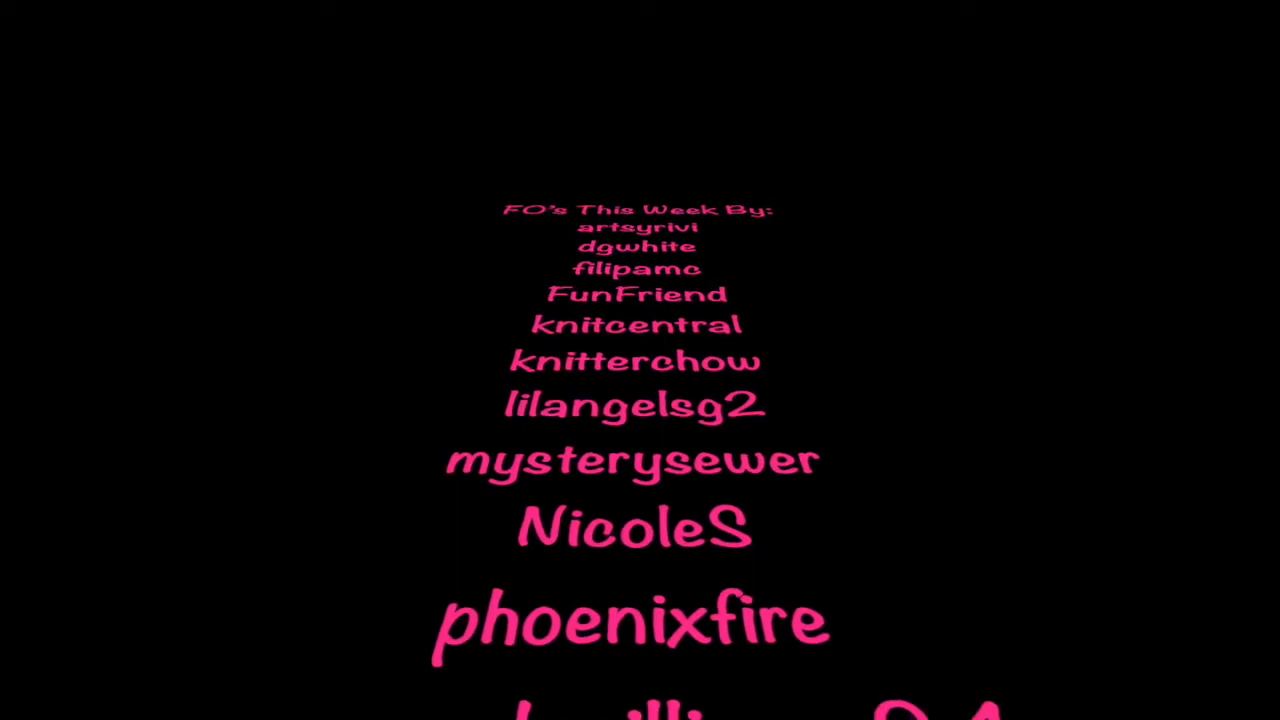 FO's This Week By:
artsyrivi
dgwhite
filipamc
FunFriend
knitcentral
knitterchow
lilangelsg2
mysterysewer
NicoleS
phoenixfire